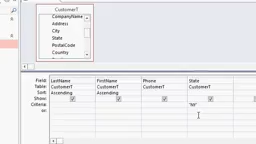 CustomerT
CompanyName
Address
City
State
PostalCode
Country
Field: LastName FirstName Phone State
Table: CustomerT CustomerT CustomerT CustomerT
Sort: Ascending Ascending
Show:
Criteria:
or: